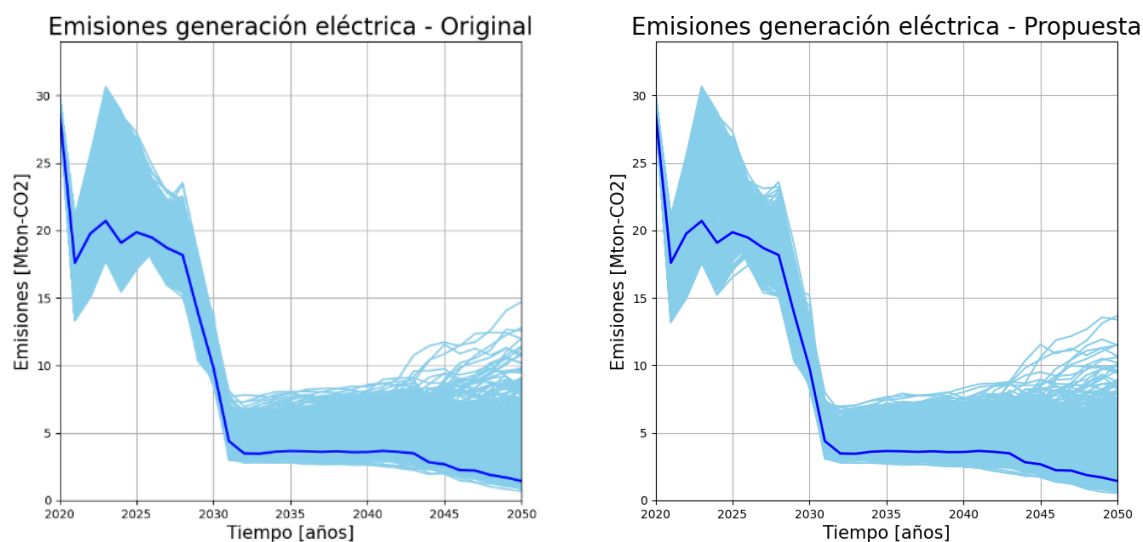 Emisiones generación eléctrica - Original
Emisiones [Mton-CO2]
30
25
20
15
10
5
0
2020 2025 2030 2035 2040 2045 2050
Tiempo [años]
Emisiones generación eléctrica - Propuesta
Emisiones [Mton-CO2]
30
25
20
15
10
5
0
2020 2025 2030 2035 2040 2045 2050
Tiempo [años]